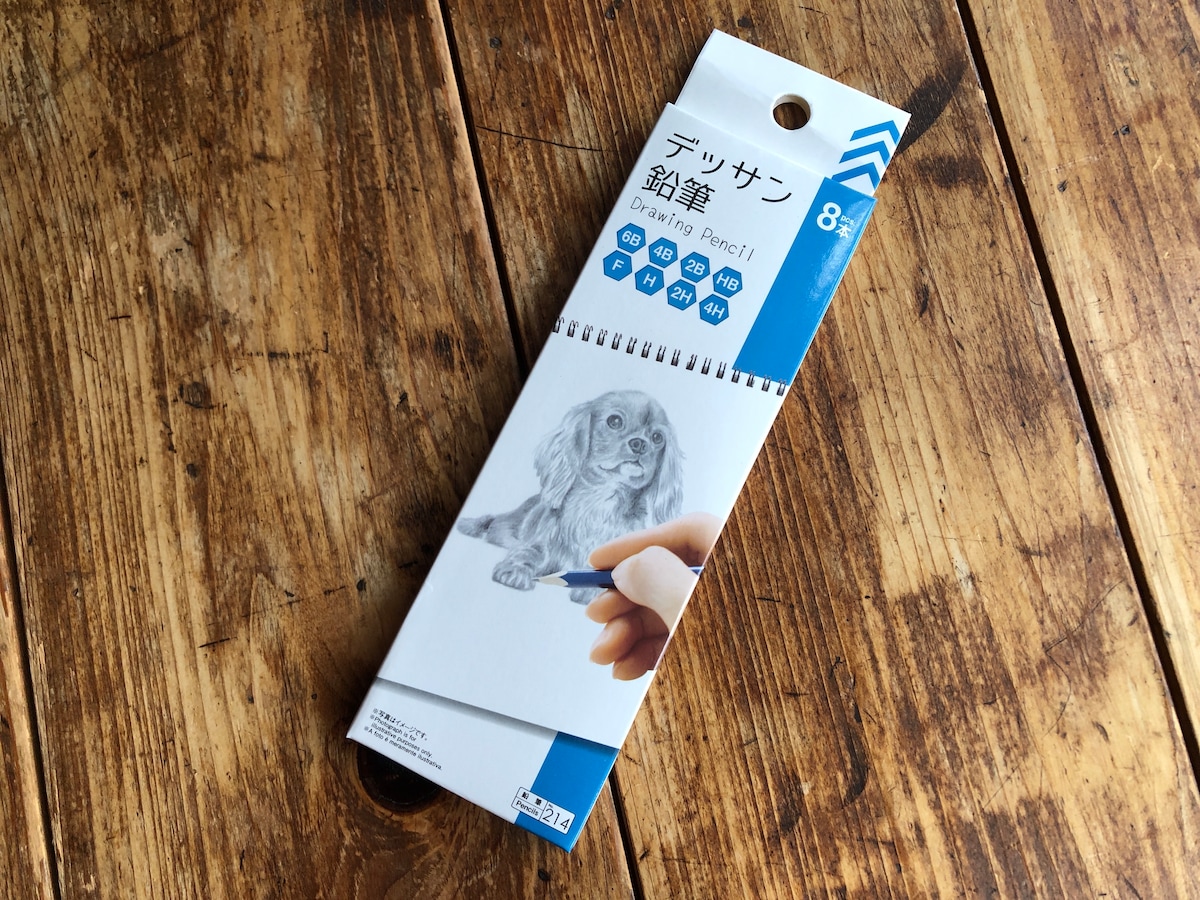 デッサン
鉛筆
Drawing Pencil
8 pcs. 本
6B 4B 2B HB
F H 2H 4H
※写真はイメージです。
※Photograph is for
illustrative purposes only.
※A foto é meramente ilustrativa.
鉛筆 No.
Pencils 214